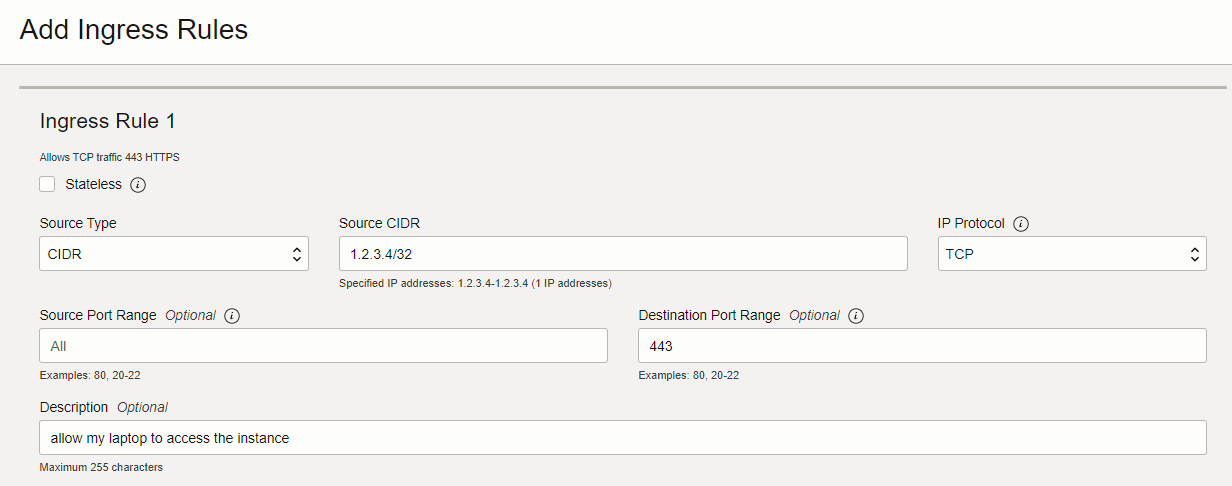 Add Ingress Rules
Ingress Rule 1
Allows TCP traffic 443 HTTPS
Stateless i
Source Type
CIDR
Source CIDR
1.2.3.4/32
Specified IP addresses: 1.2.3.4-1.2.3.4 (1 IP addresses)
IP Protocol i
TCP
Source Port Range Optional i
All
Examples: 80, 20-22
Destination Port Range Optional i
443
Examples: 80, 20-22
Description Optional
allow my laptop to access the instance
Maximum 255 characters